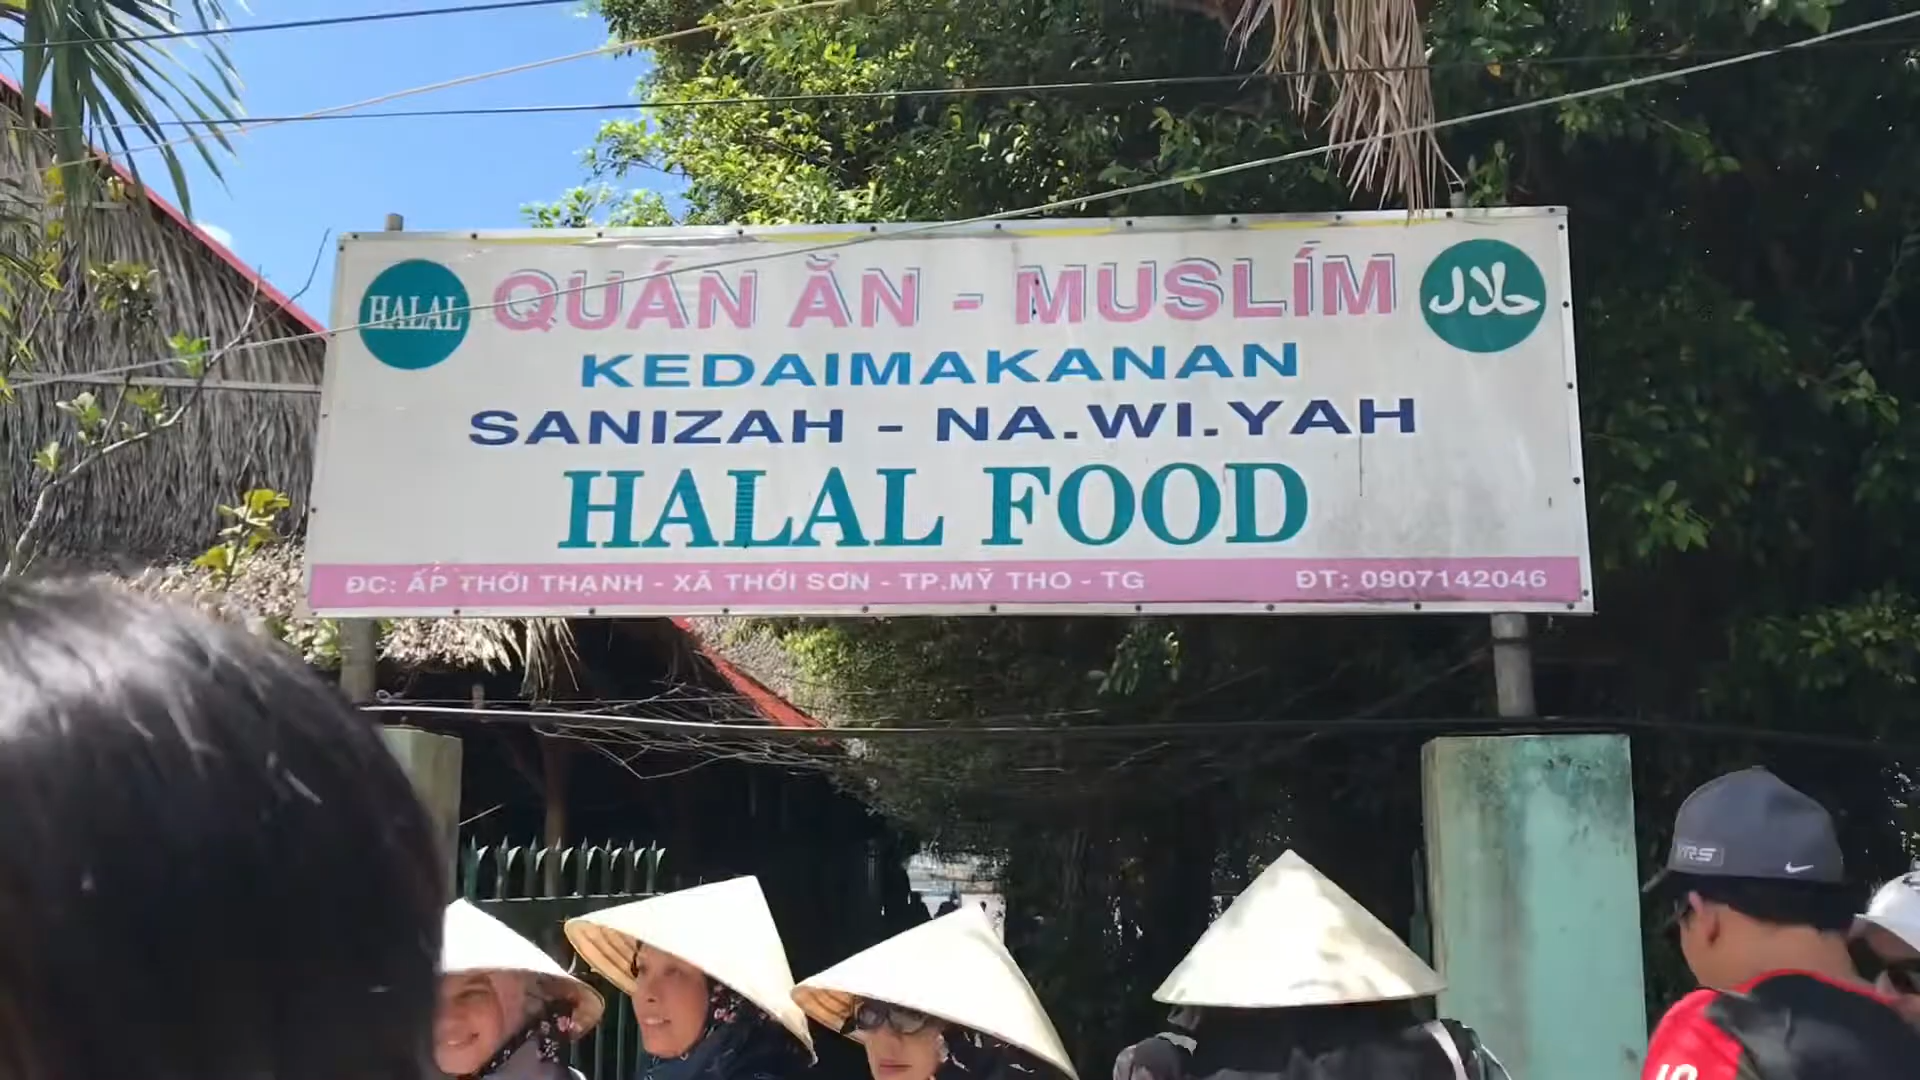 HALAL QUÁN ĂN - MUSLÍM حلال
KEDAIMAKANAN
SANIZAH - NA.WI.YAH
HALAL FOOD
ĐC: ẤP THỚI THẠNH - XÃ THỚI SƠN - TP.MỸ THO - TG ĐT: 0907142046
YRS